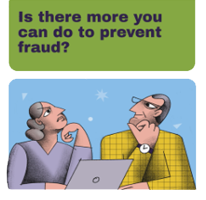 Is there more you
can do to prevent
fraud?